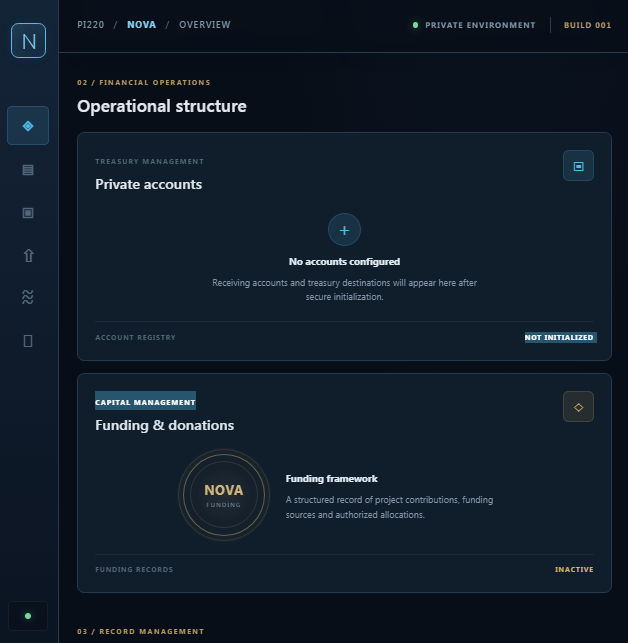 N
PI220 / NOVA / OVERVIEW
PRIVATE ENVIRONMENT
BUILD 001
02 / FINANCIAL OPERATIONS
Operational structure
TREASURY MANAGEMENT
Private accounts
+
No accounts configured
Receiving accounts and treasury destinations will appear here after
secure initialization.
ACCOUNT REGISTRY
NOT INITIALIZED
CAPITAL MANAGEMENT
Funding & donations
NOVA
FUNDING
Funding framework
A structured record of project contributions, funding
sources and authorized allocations.
FUNDING RECORDS
INACTIVE
03 / RECORD MANAGEMENT